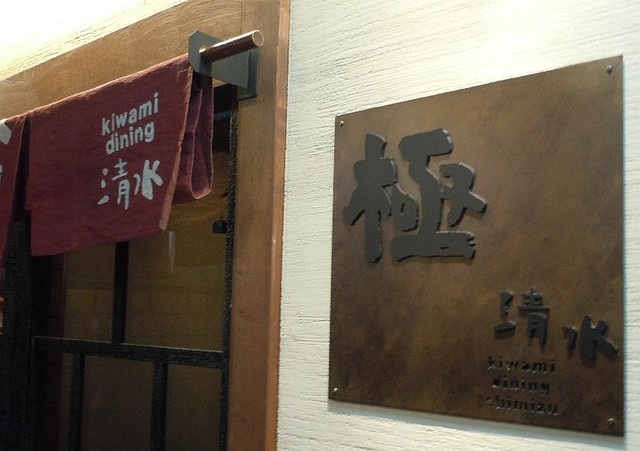 kiwami
dining
清水
極
清水
kiwami
dining
shimizu